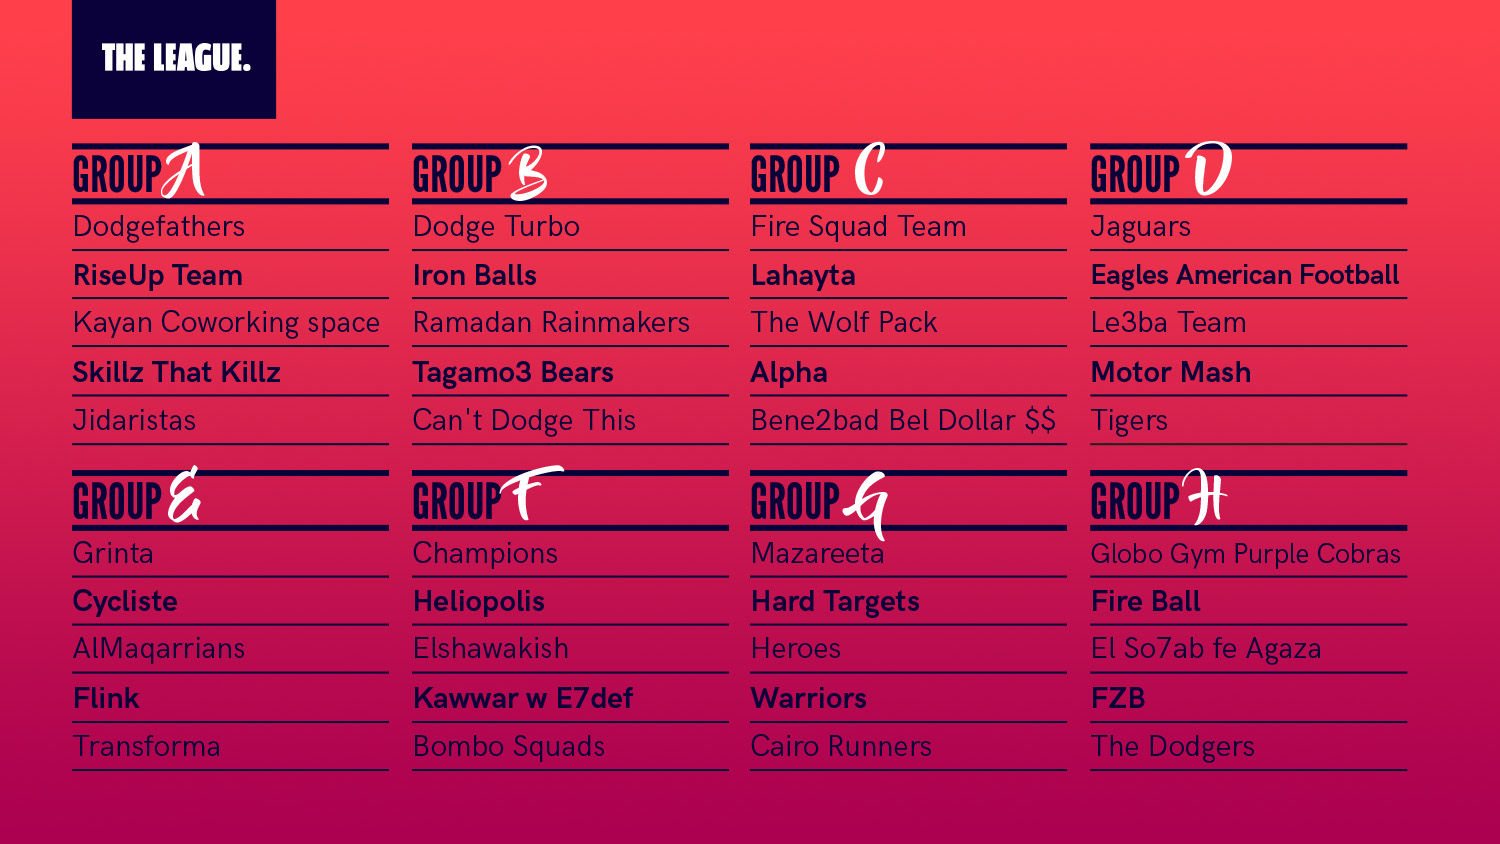 THE LEAGUE.
GROUP A
Dodgefathers
RiseUp Team
Kayan Coworking space
Skillz That Killz
Jidaristas
GROUP B
Dodge Turbo
Iron Balls
Ramadan Rainmakers
Tagamo3 Bears
Can't Dodge This
GROUP C
Fire Squad Team
Lahayta
The Wolf Pack
Alpha
Bene2bad Bel Dollar $$
GROUP D
Jaguars
Eagles American Football
Le3ba Team
Motor Mash
Tigers
GROUP E
Grinta
Cycliste
AlMaqarrians
Flink
Transforma
GROUP F
Champions
Heliopolis
Elshawakish
Kawwar w E7def
Bombo Squads
GROUP G
Mazareeta
Hard Targets
Heroes
Warriors
Cairo Runners
GROUP H
Globo Gym Purple Cobras
Fire Ball
El So7ab fe Agaza
FZB
The Dodgers